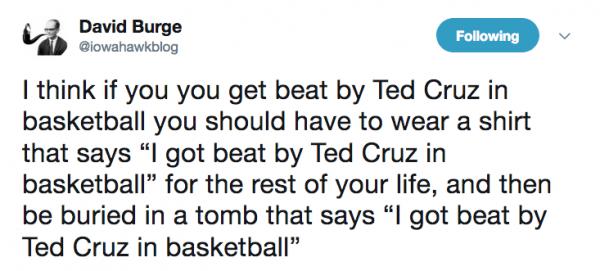 David Burge
@iowahawkblog
Following
I think if you you get beat by Ted Cruz in
basketball you should have to wear a shirt
that says “I got beat by Ted Cruz in
basketball” for the rest of your life, and then
be buried in a tomb that says “I got beat by
Ted Cruz in basketball”